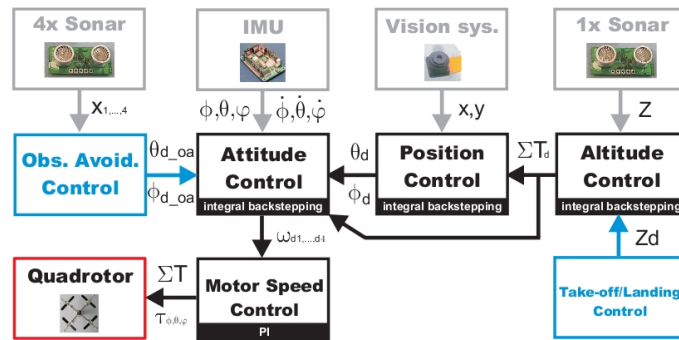 4x Sonar
IMU
Vision sys.
1x Sonar
X1,...,4
ϕ,θ,φ
ϕ̇,θ̇,φ̇
x,y
Z
Obs. Avoid.
Control
θd_oa
ϕd_oa
Attitude
Control
integral backstepping
θd
ϕd
Position
Control
integral backstepping
ΣTd
Altitude
Control
integral backstepping
ωd1,...,d4
Zd
Quadrotor
ΣT
τϕ,θ,φ
Motor Speed
Control
PI
Take-off/Landing
Control